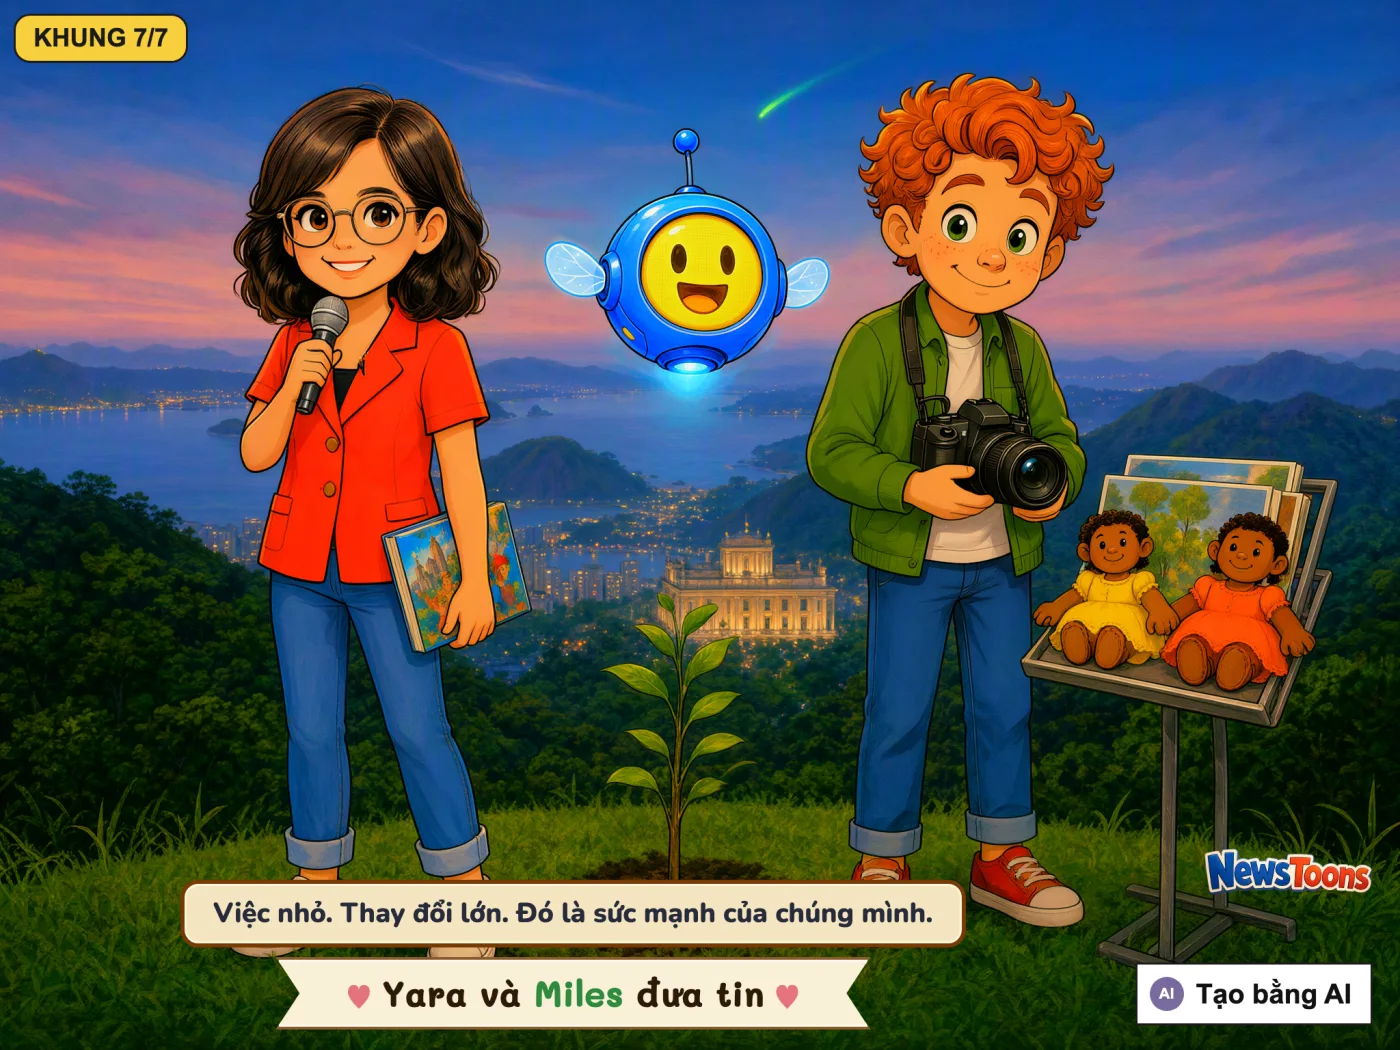 KHUNG 7/7
NewsToons
Việc nhỏ. Thay đổi lớn. Đó là sức mạnh của chúng mình.
Yara và Miles đưa tin
AI Tạo bằng AI